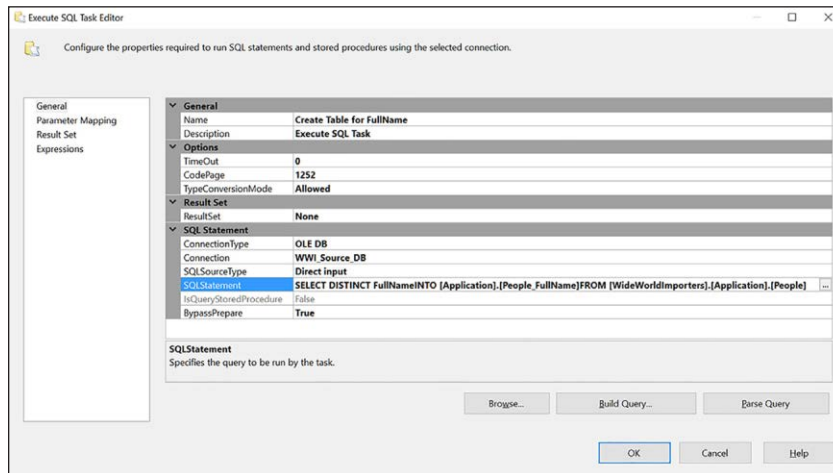 Execute SQL Task Editor
Configure the properties required to run SQL statements and stored procedures using the selected connection.
General
Parameter Mapping
Result Set
Expressions
General
Name Create Table for FullName
Description Execute SQL Task
Options
TimeOut 0
CodePage 1252
TypeConversionMode Allowed
Result Set
ResultSet None
SQL Statement
ConnectionType OLE DB
Connection WWI_Source_DB
SQLSourceType Direct input
SQLStatement SELECT DISTINCT FullNameINTO [Application].[People_FullName]FROM [WideWorldImporters].[Application].[People] ...
IsQueryStoredProcedure False
BypassPrepare True
SQLStatement
Specifies the query to be run by the task.
Browse... Build Query... Parse Query
OK Cancel Help